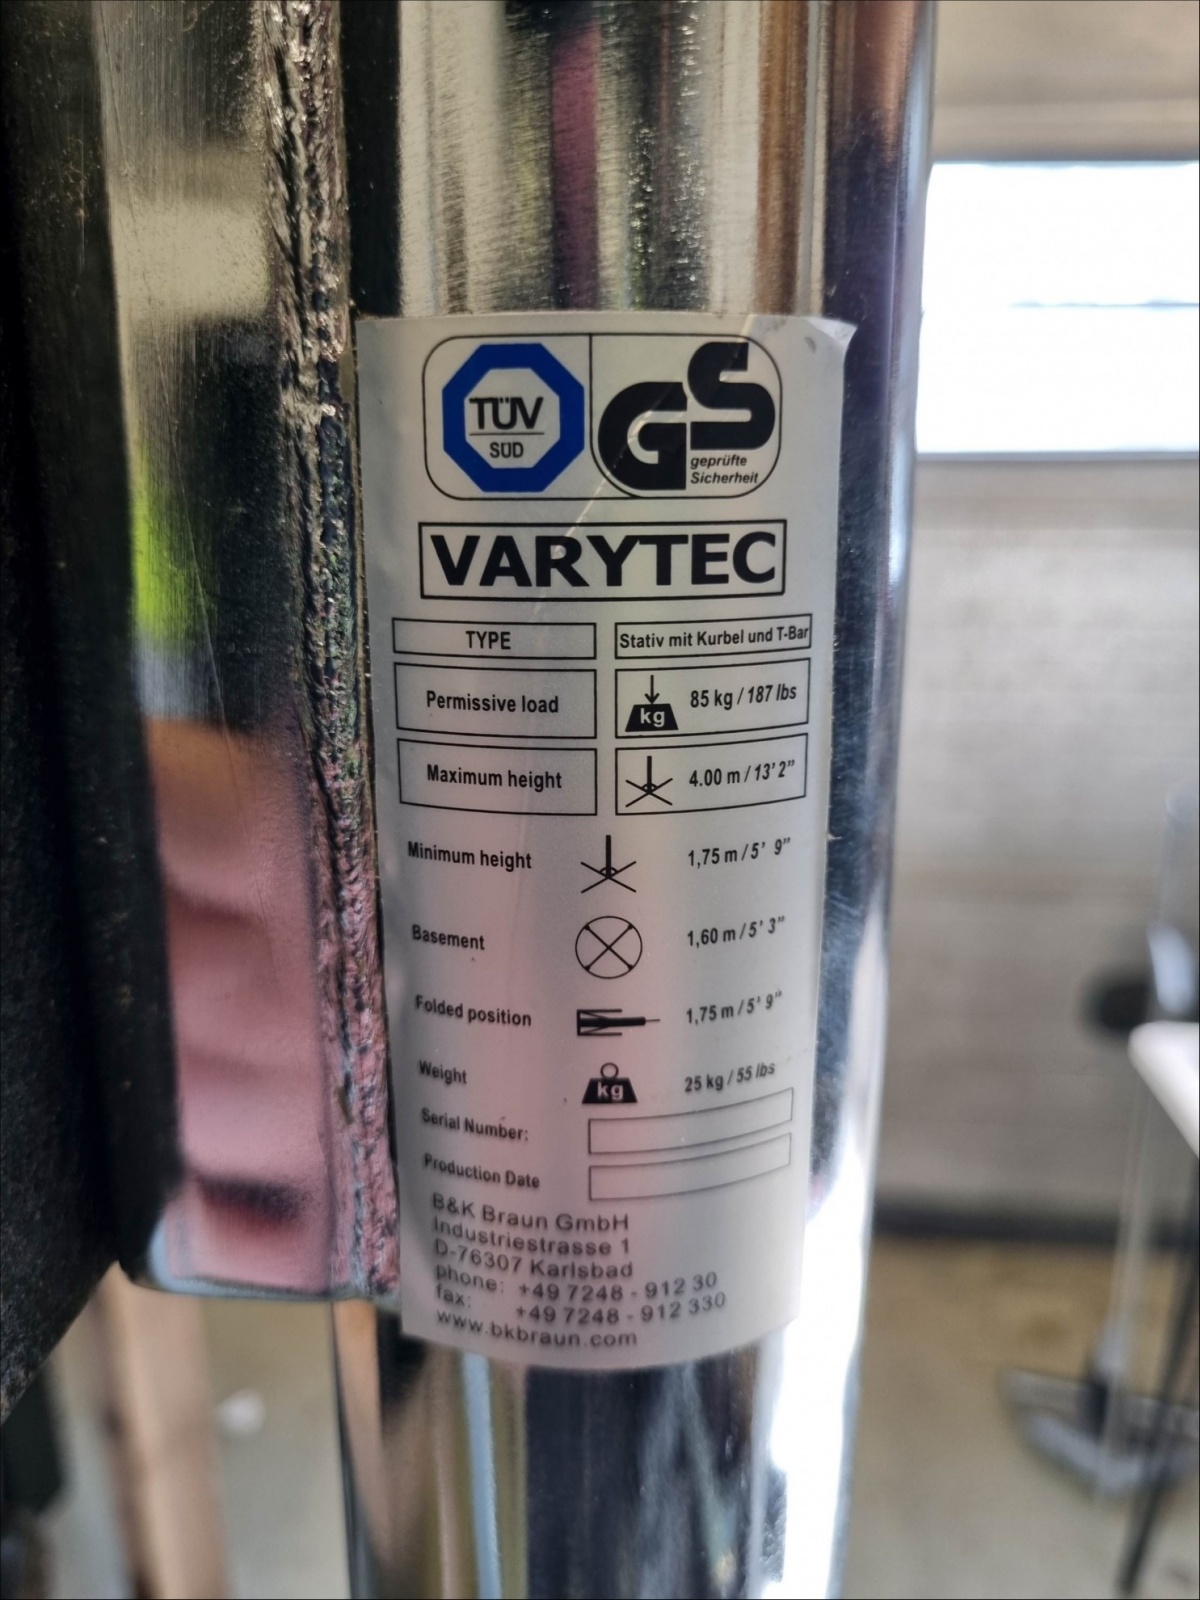 TÜV
SÜD
GS
geprüfte
Sicherheit
VARYTEC
TYPE Stativ mit Kurbel und T-Bar
Permissive load kg 85 kg / 187 lbs
Maximum height 4.00 m / 13' 2"
Minimum height 1,75 m / 5' 9"
Basement 1,60 m / 5' 3"
Folded position 1,75 m / 5' 9"
Weight kg 25 kg / 55 lbs
Serial Number:
Production Date
B&K Braun GmbH
Industriestrasse 1
D-76307 Karlsbad
phone: +49 7248 - 912 30
fax: +49 7248 - 912 330
www.bkbraun.com